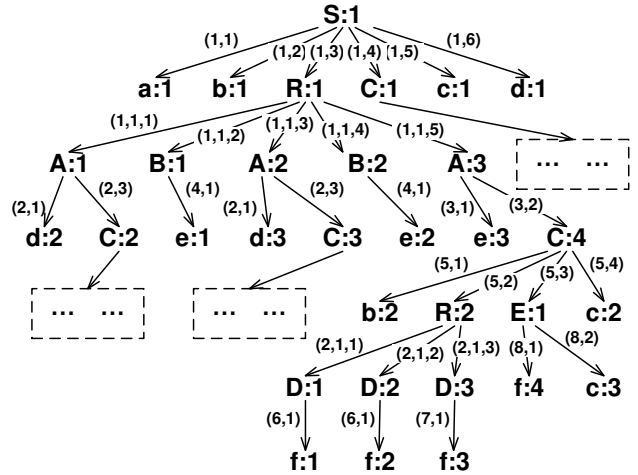 S:1
(1,1) (1,2) (1,3) (1,4) (1,5) (1,6)
a:1 b:1 R:1 C:1 c:1 d:1
(1,1,1) (1,1,2) (1,1,3) (1,1,4) (1,1,5)
A:1 B:1 A:2 B:2 A:3 ... ...
(2,1) (2,3) (4,1) (2,1) (2,3) (4,1) (3,1) (3,2)
d:2 C:2 e:1 d:3 C:3 e:2 e:3 C:4
(5,1) (5,2) (5,3) (5,4)
... ... ... ... b:2 R:2 E:1 c:2
(2,1,1) (2,1,2) (2,1,3) (8,1) (8,2)
D:1 D:2 D:3 f:4 c:3
(6,1) (6,1) (7,1)
f:1 f:2 f:3